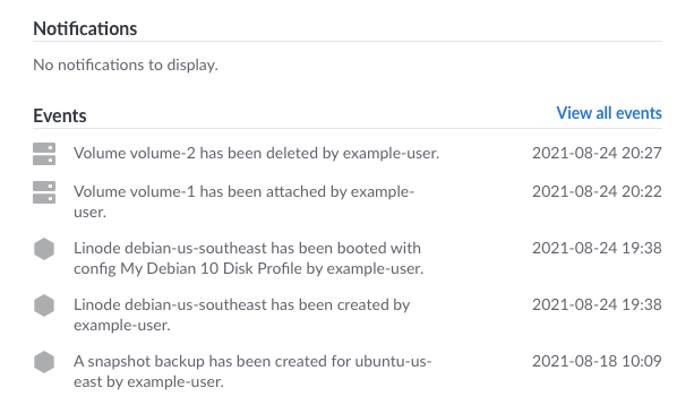 Notifications
No notifications to display.
Events
View all events
Volume volume-2 has been deleted by example-user.
2021-08-24 20:27
Volume volume-1 has been attached by example-
user.
2021-08-24 20:22
Linode debian-us-southeast has been booted with
config My Debian 10 Disk Profile by example-user.
2021-08-24 19:38
Linode debian-us-southeast has been created by
example-user.
2021-08-24 19:38
A snapshot backup has been created for ubuntu-us-
east by example-user.
2021-08-18 10:09